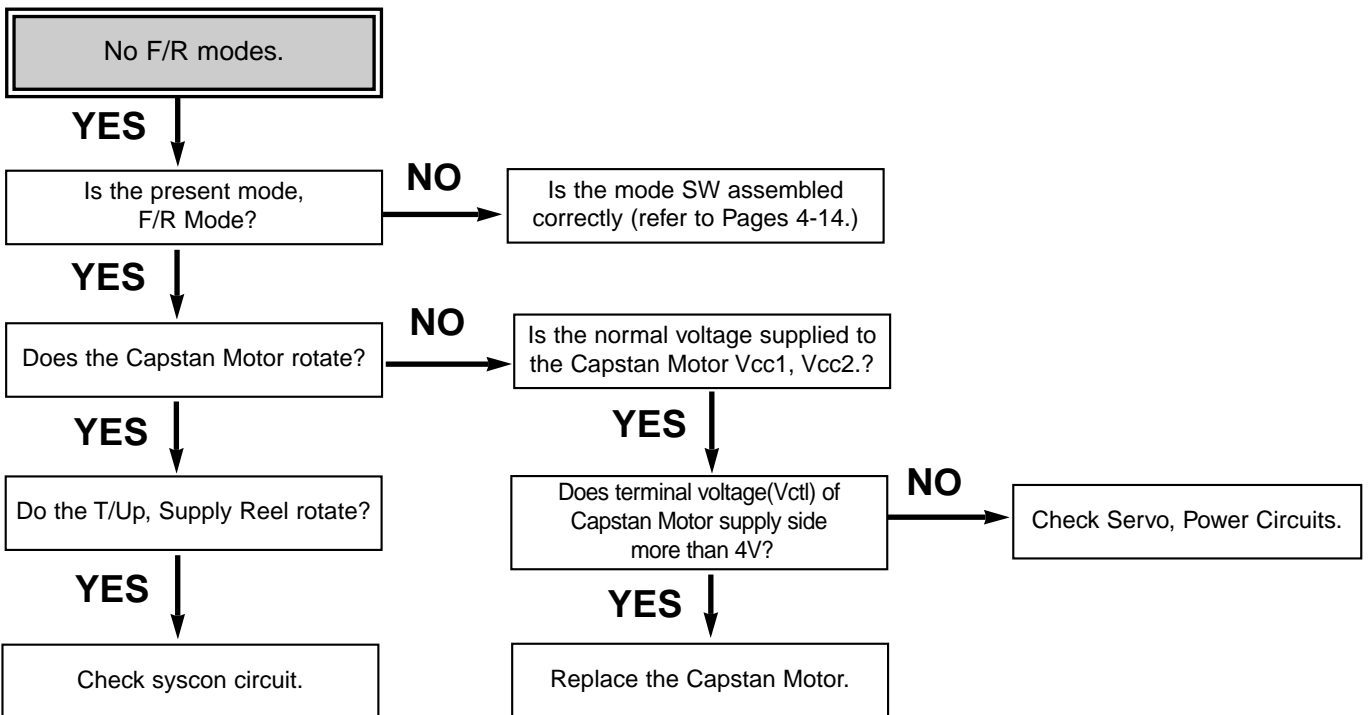 No F/R modes.
YES
Is the present mode,
F/R Mode?
NO
Is the mode SW assembled
correctly (refer to Pages 4-14.)
YES
Does the Capstan Motor rotate?
NO
Is the normal voltage supplied to
the Capstan Motor Vcc1, Vcc2.?
YES
YES
Do the T/Up, Supply Reel rotate?
Does terminal voltage(Vctl) of
Capstan Motor supply side
more than 4V?
NO
Check Servo, Power Circuits.
YES
YES
Check syscon circuit.
Replace the Capstan Motor.